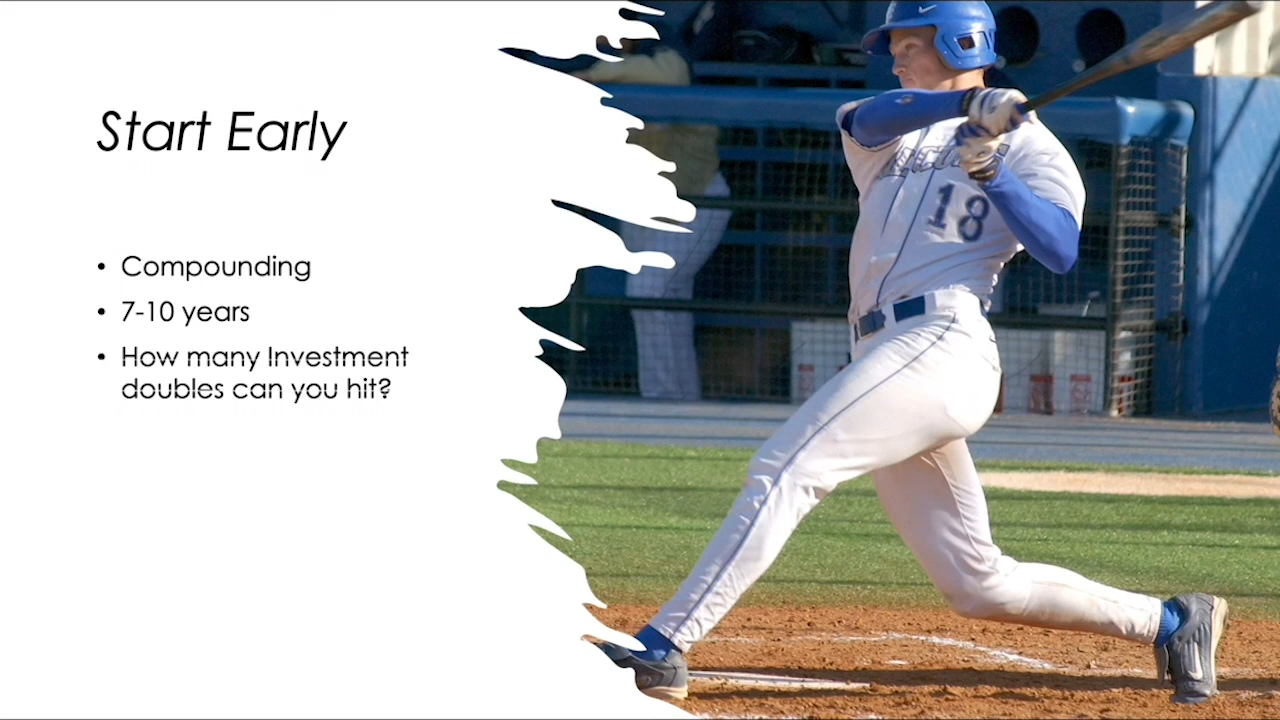 Start Early
• Compounding
• 7-10 years
• How many Investment
doubles can you hit?
18